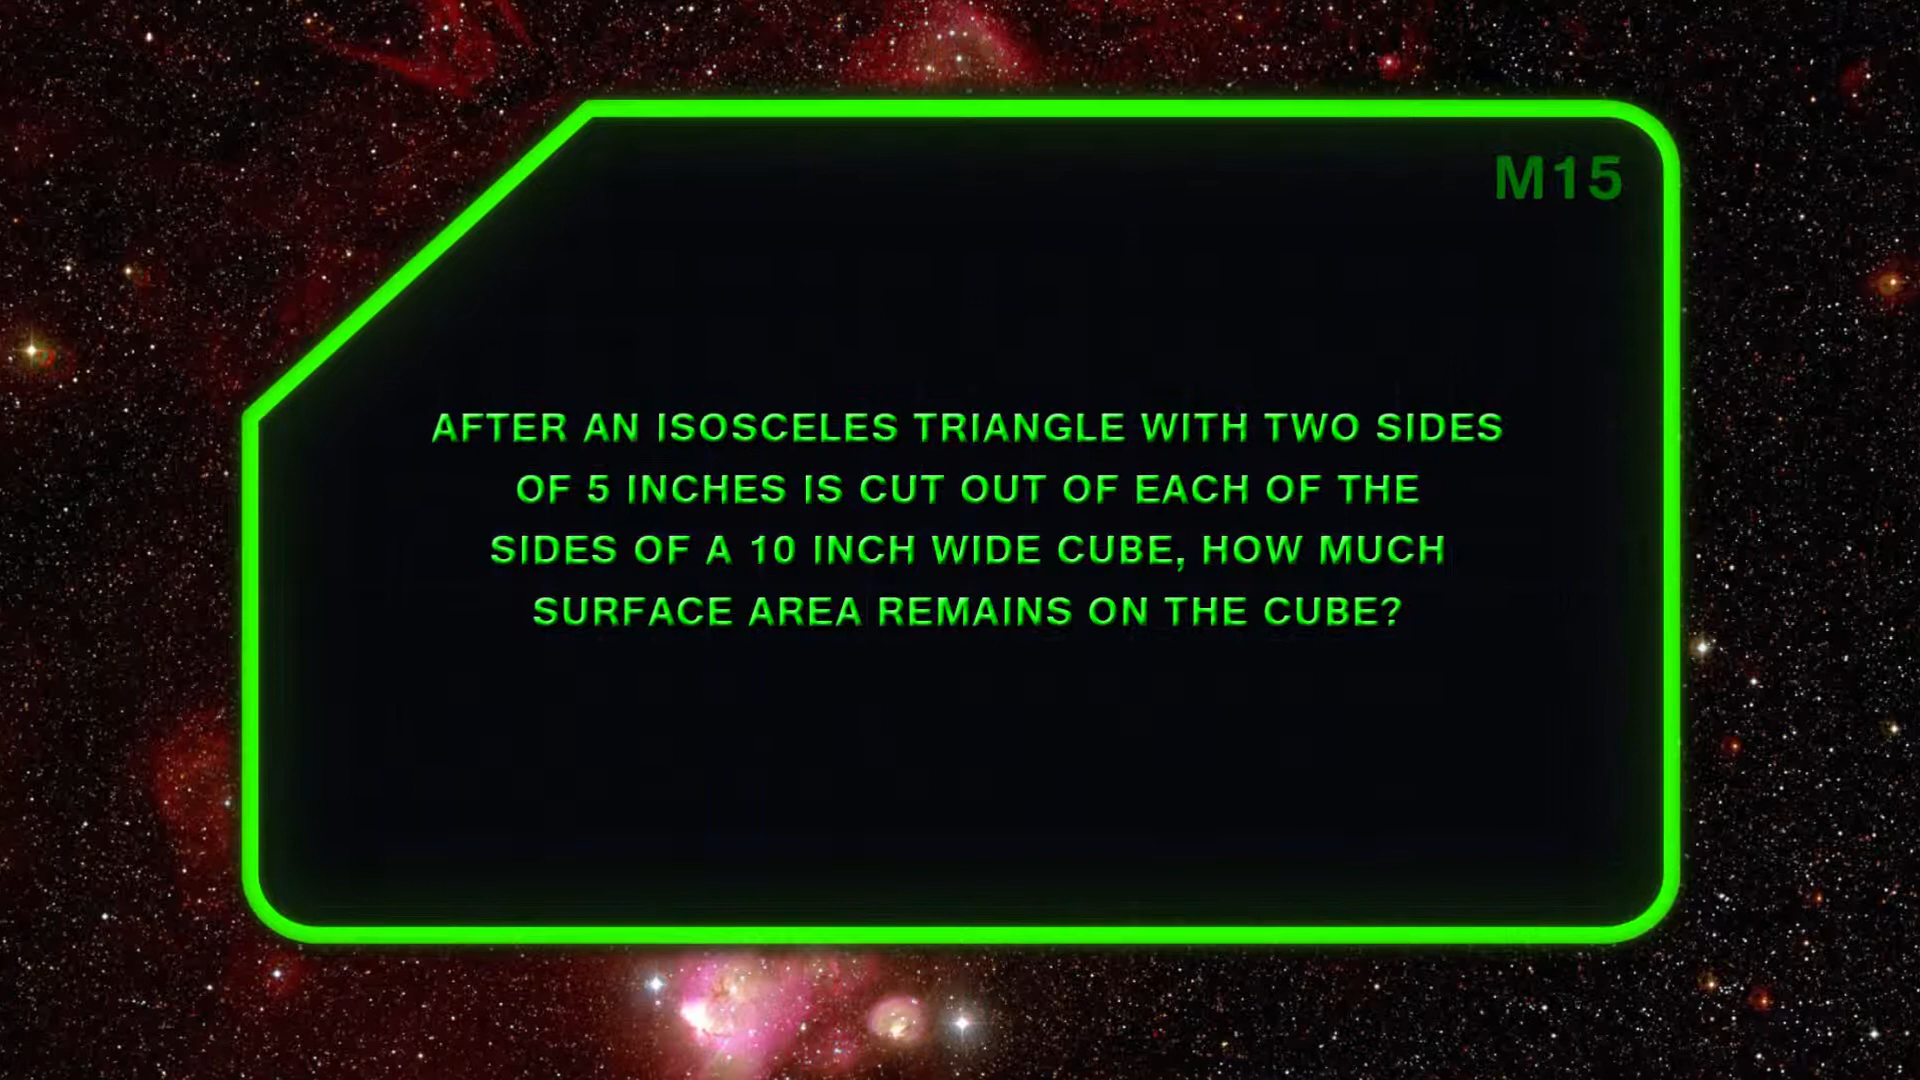 M15
AFTER AN ISOSCELES TRIANGLE WITH TWO SIDES
OF 5 INCHES IS CUT OUT OF EACH OF THE
SIDES OF A 10 INCH WIDE CUBE, HOW MUCH
SURFACE AREA REMAINS ON THE CUBE?